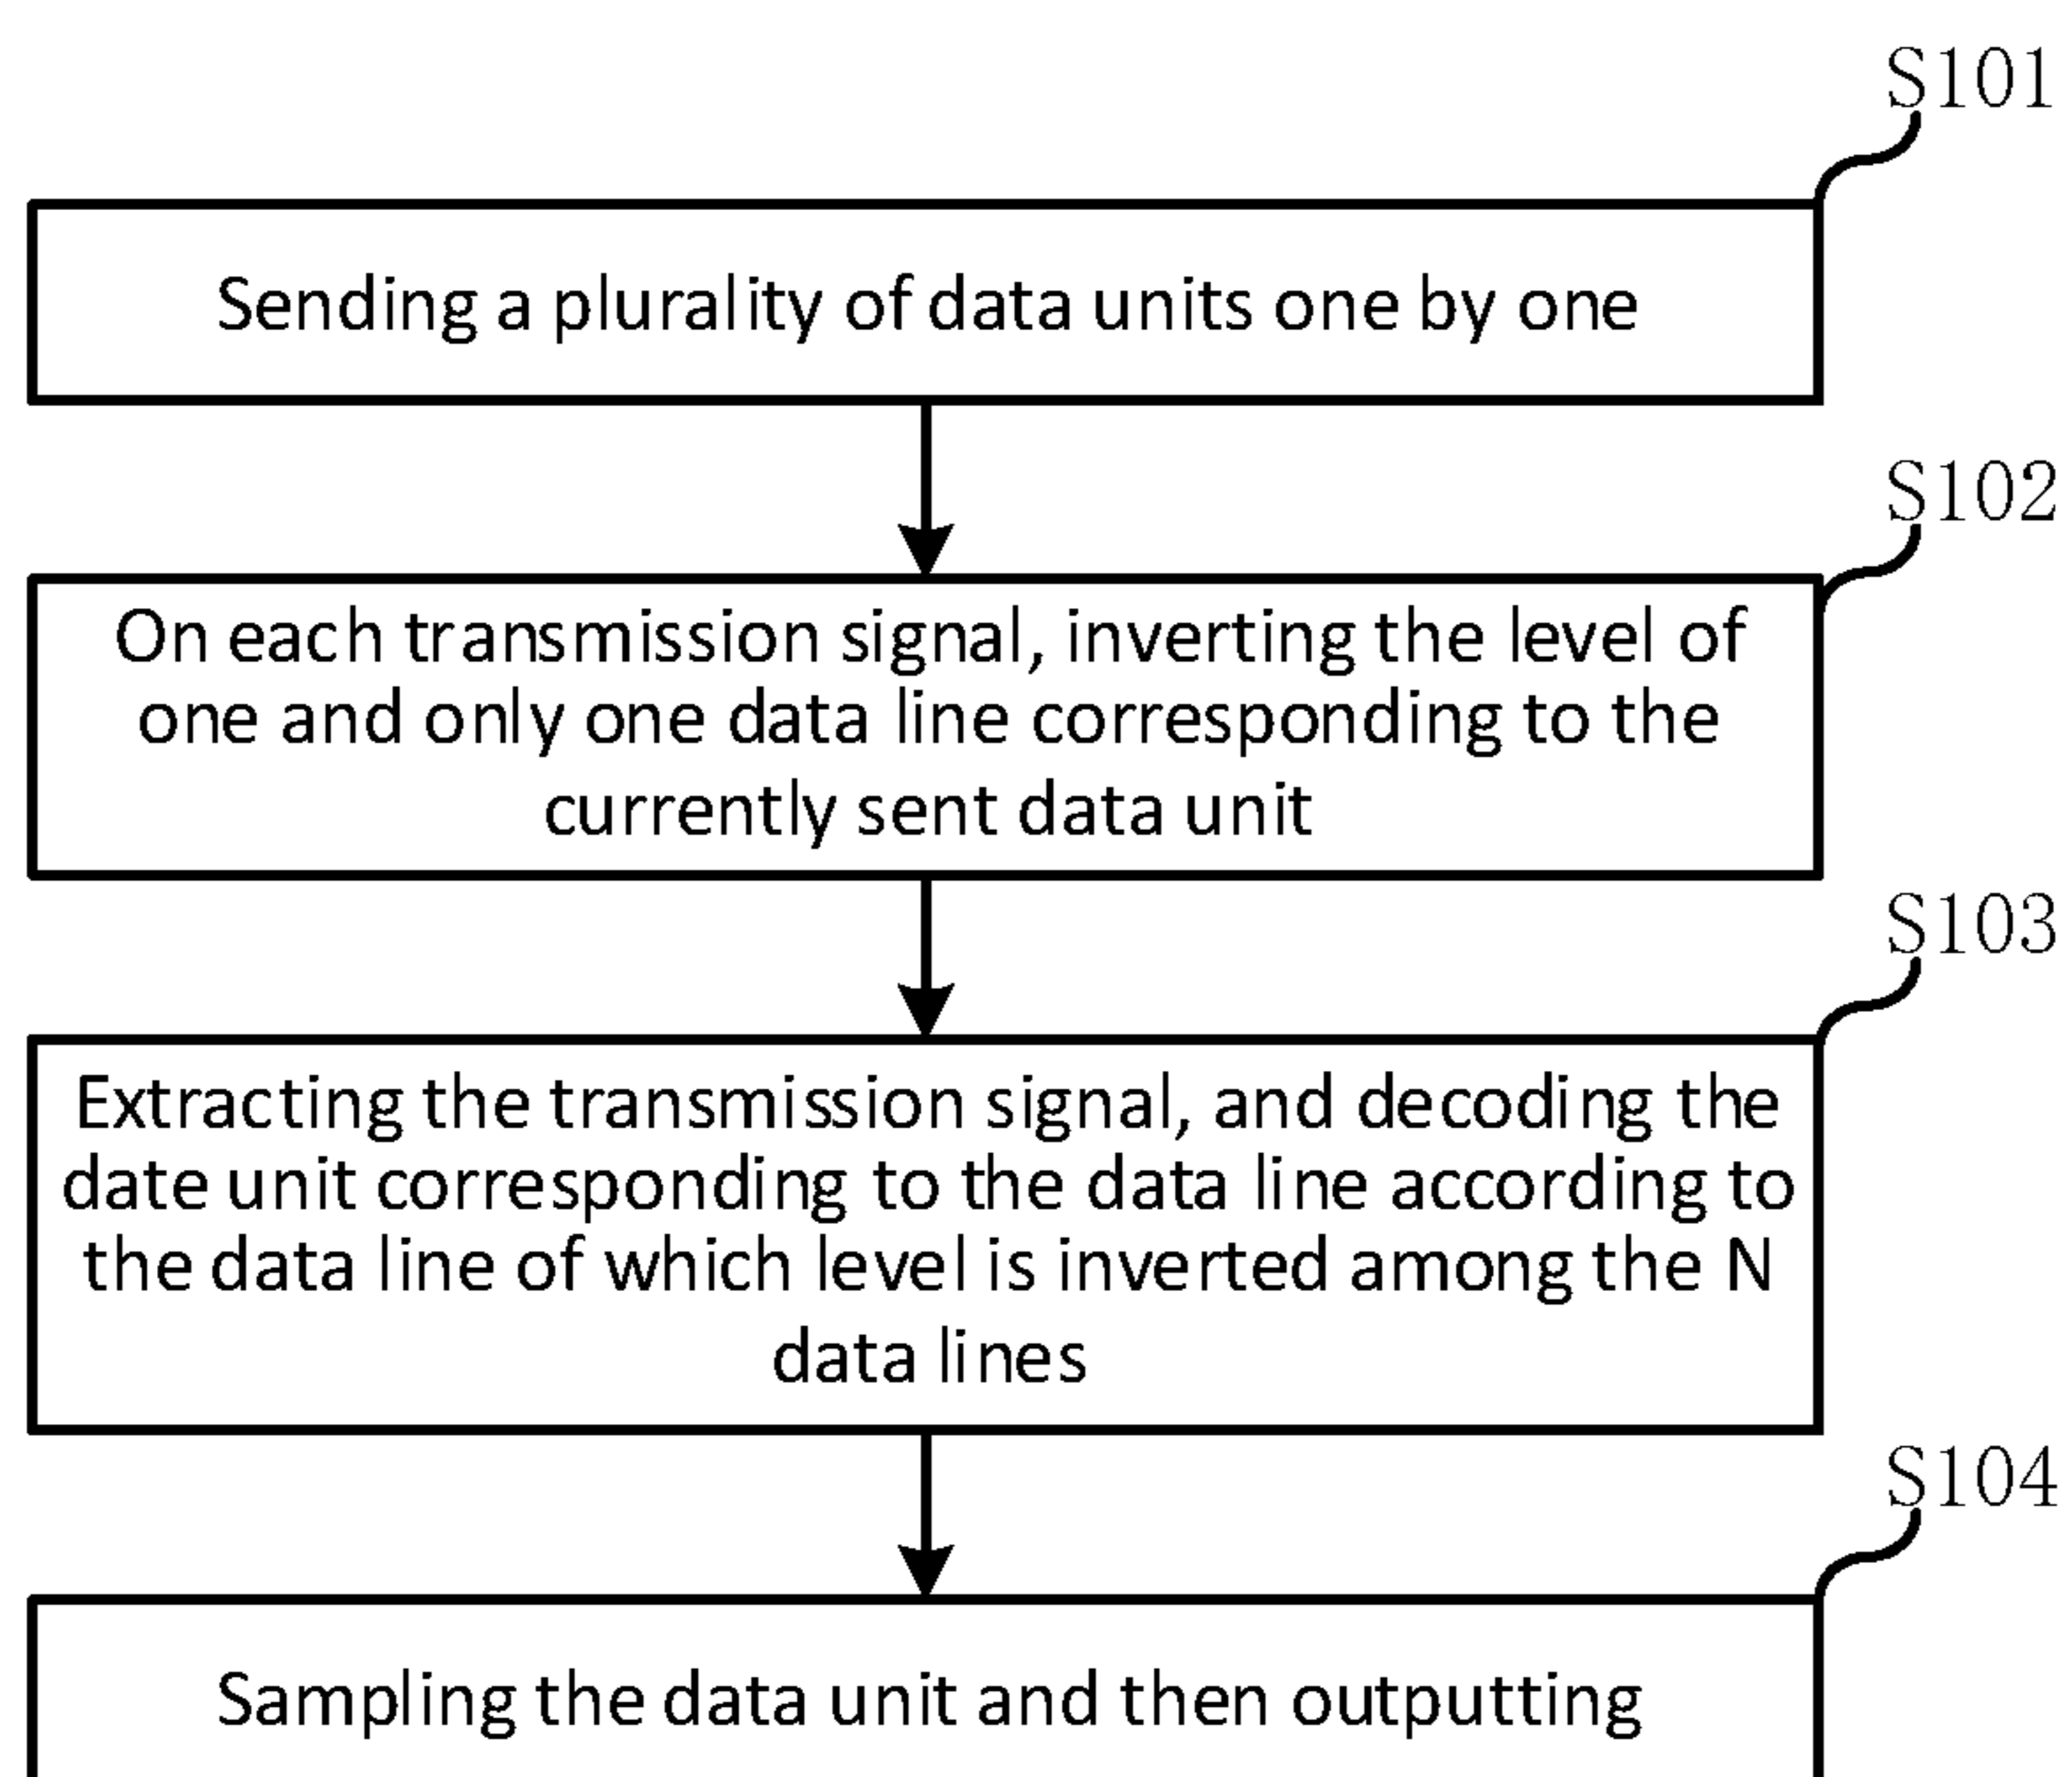 S101
Sending a plurality of data units one by one
S102
On each transmission signal, inverting the level of
one and only one data line corresponding to the
currently sent data unit
S103
Extracting the transmission signal, and decoding the
date unit corresponding to the data line according to
the data line of which level is inverted among the N
data lines
S104
Sampling the data unit and then outputting